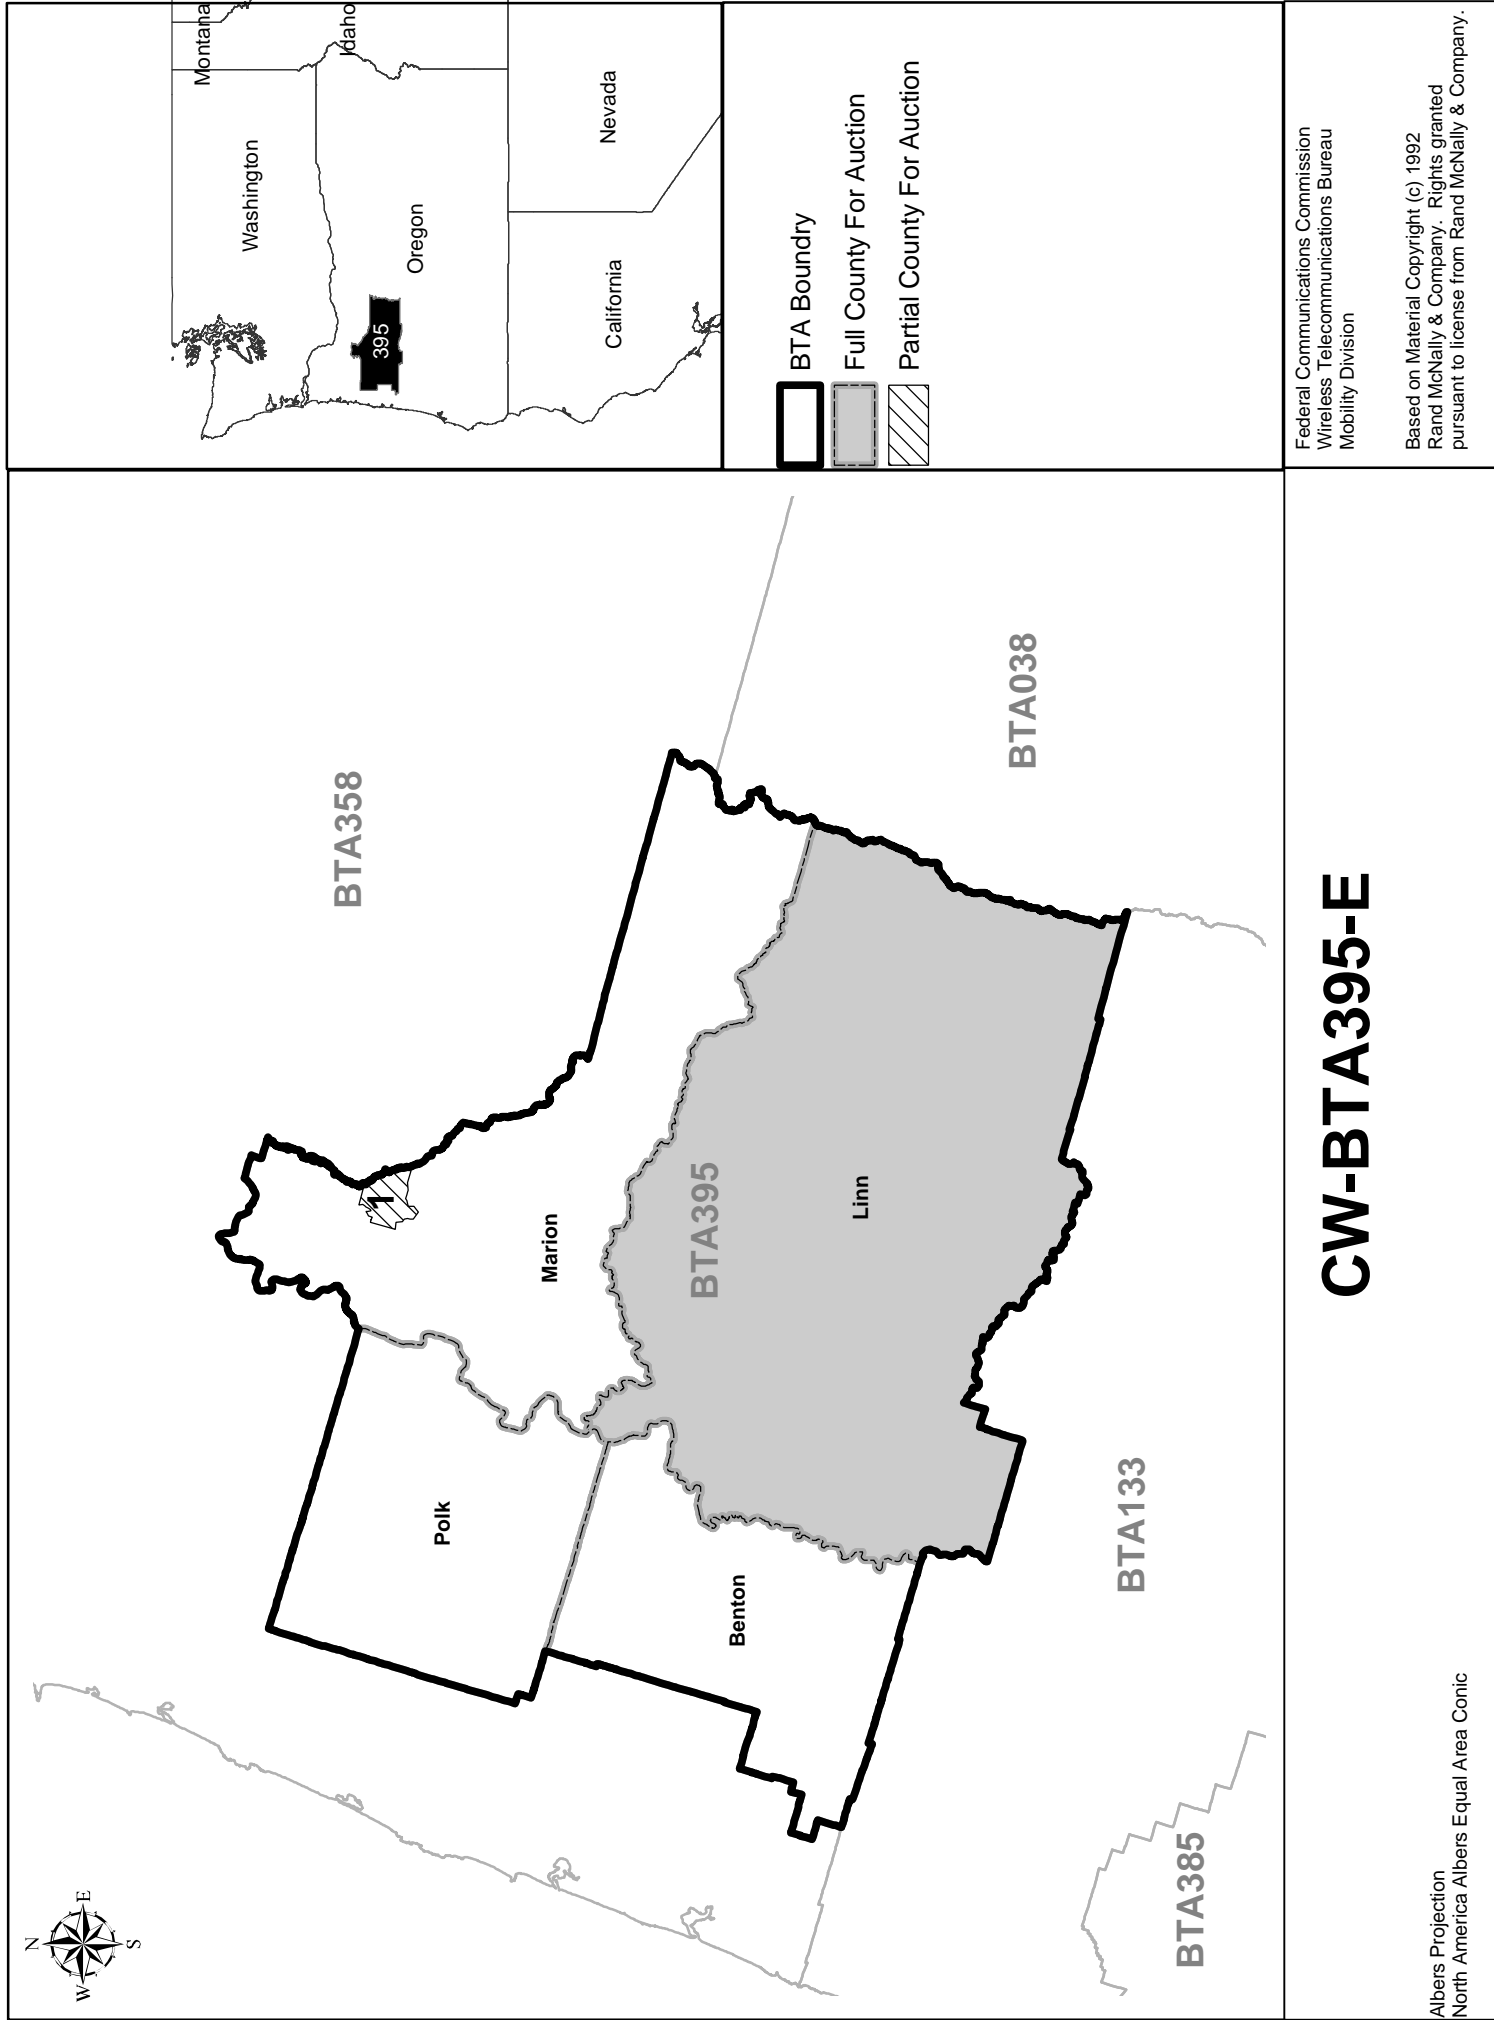 N
W
E
S
BTA358
BTA038
BTA395
BTA133
BTA385
Polk
Marion
1
Benton
Linn
Montana
Idaho
Washington
Oregon
Nevada
California
395
BTA Boundry
Full County For Auction
Partial County For Auction
Albers Projection
North America Albers Equal Area Conic
CW-BTA395-E
Federal Communications Commission
Wireless Telecommunications Bureau
Mobility Division
Based on Material Copyright (c) 1992
Rand McNally & Company. Rights granted
pursuant to license from Rand McNally & Company.